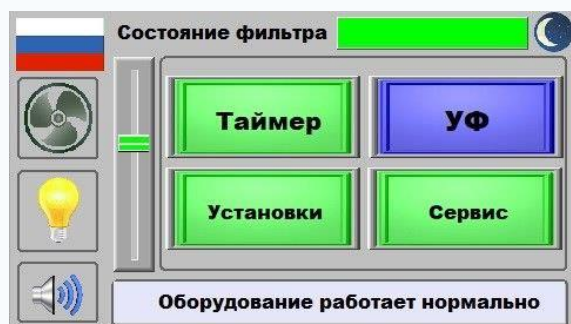 Состояние фильтра
Таймер
УФ
Установки
Сервис
Оборудование работает нормально